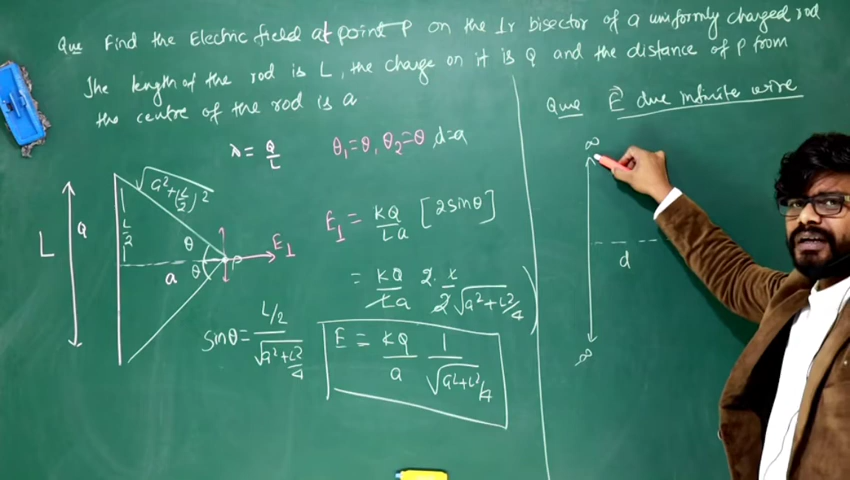 Que Find the Electric field at point P on the ⊥r bisector of a uniformly charged rod
The length of the rod is L, the charge on it is Q and the distance of P from
the centre of the rod is a
λ = Q/L
θ₁=θ, θ₂=θ d=a
√(a²+(L/2)²)
L
Q
L/2
θ
θ
a
P
E⊥
E⊥ = KQ/La [2sinθ]
= KQ/La 2·L/2√(a²+L²/4)
sinθ = L/2/√(a²+L²/4)
E = KQ/a 1/√(a²+L²/4)
Que E⃗ due infinite wire
∞
d
-∞